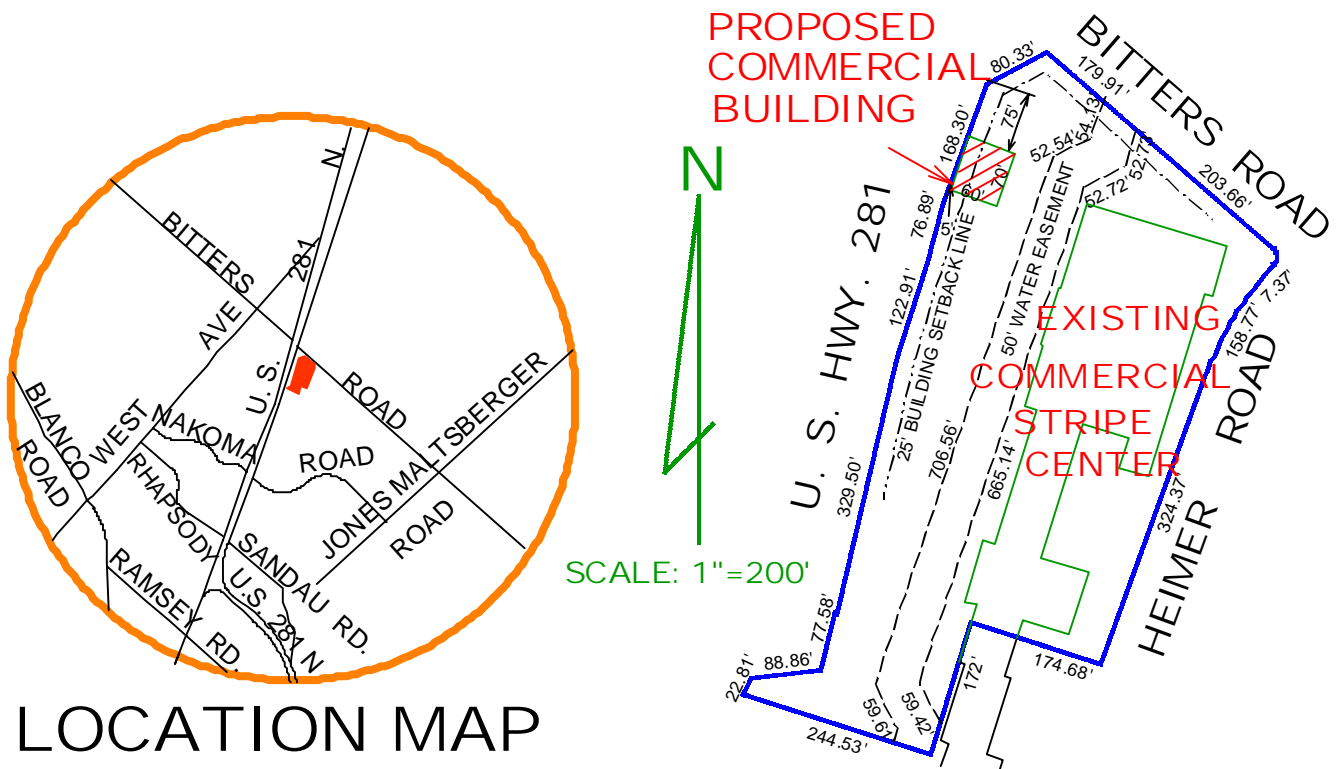 PROPOSED
COMMERCIAL
BUILDING
BITTERS ROAD
80.33'
179.91'
54.13'
52.54'
52.73'
52.72'
203.66'
7.37'
158.77'
168.30'
75'
70'
60'
5'
76.89'
122.91'
329.50'
77.58'
88.86'
22.81'
244.53'
59.67'
59.42'
172'
174.68'
324.37'
706.56'
665.14'
25' BUILDING SETBACK LINE
50' WATER EASEMENT
U. S. HWY. 281
HEIMER ROAD
EXISTING
COMMERCIAL
STRIPE
CENTER
N
SCALE: 1"=200'
N.
281
U.S.
BITTERS
ROAD
WEST AVE
BLANCO
ROAD
NAKOMA
ROAD
RHAPSODY
SANDAU RD.
JONES MALTSBERGER
ROAD
RAMSEY RD.
U.S. 281 N
LOCATION MAP